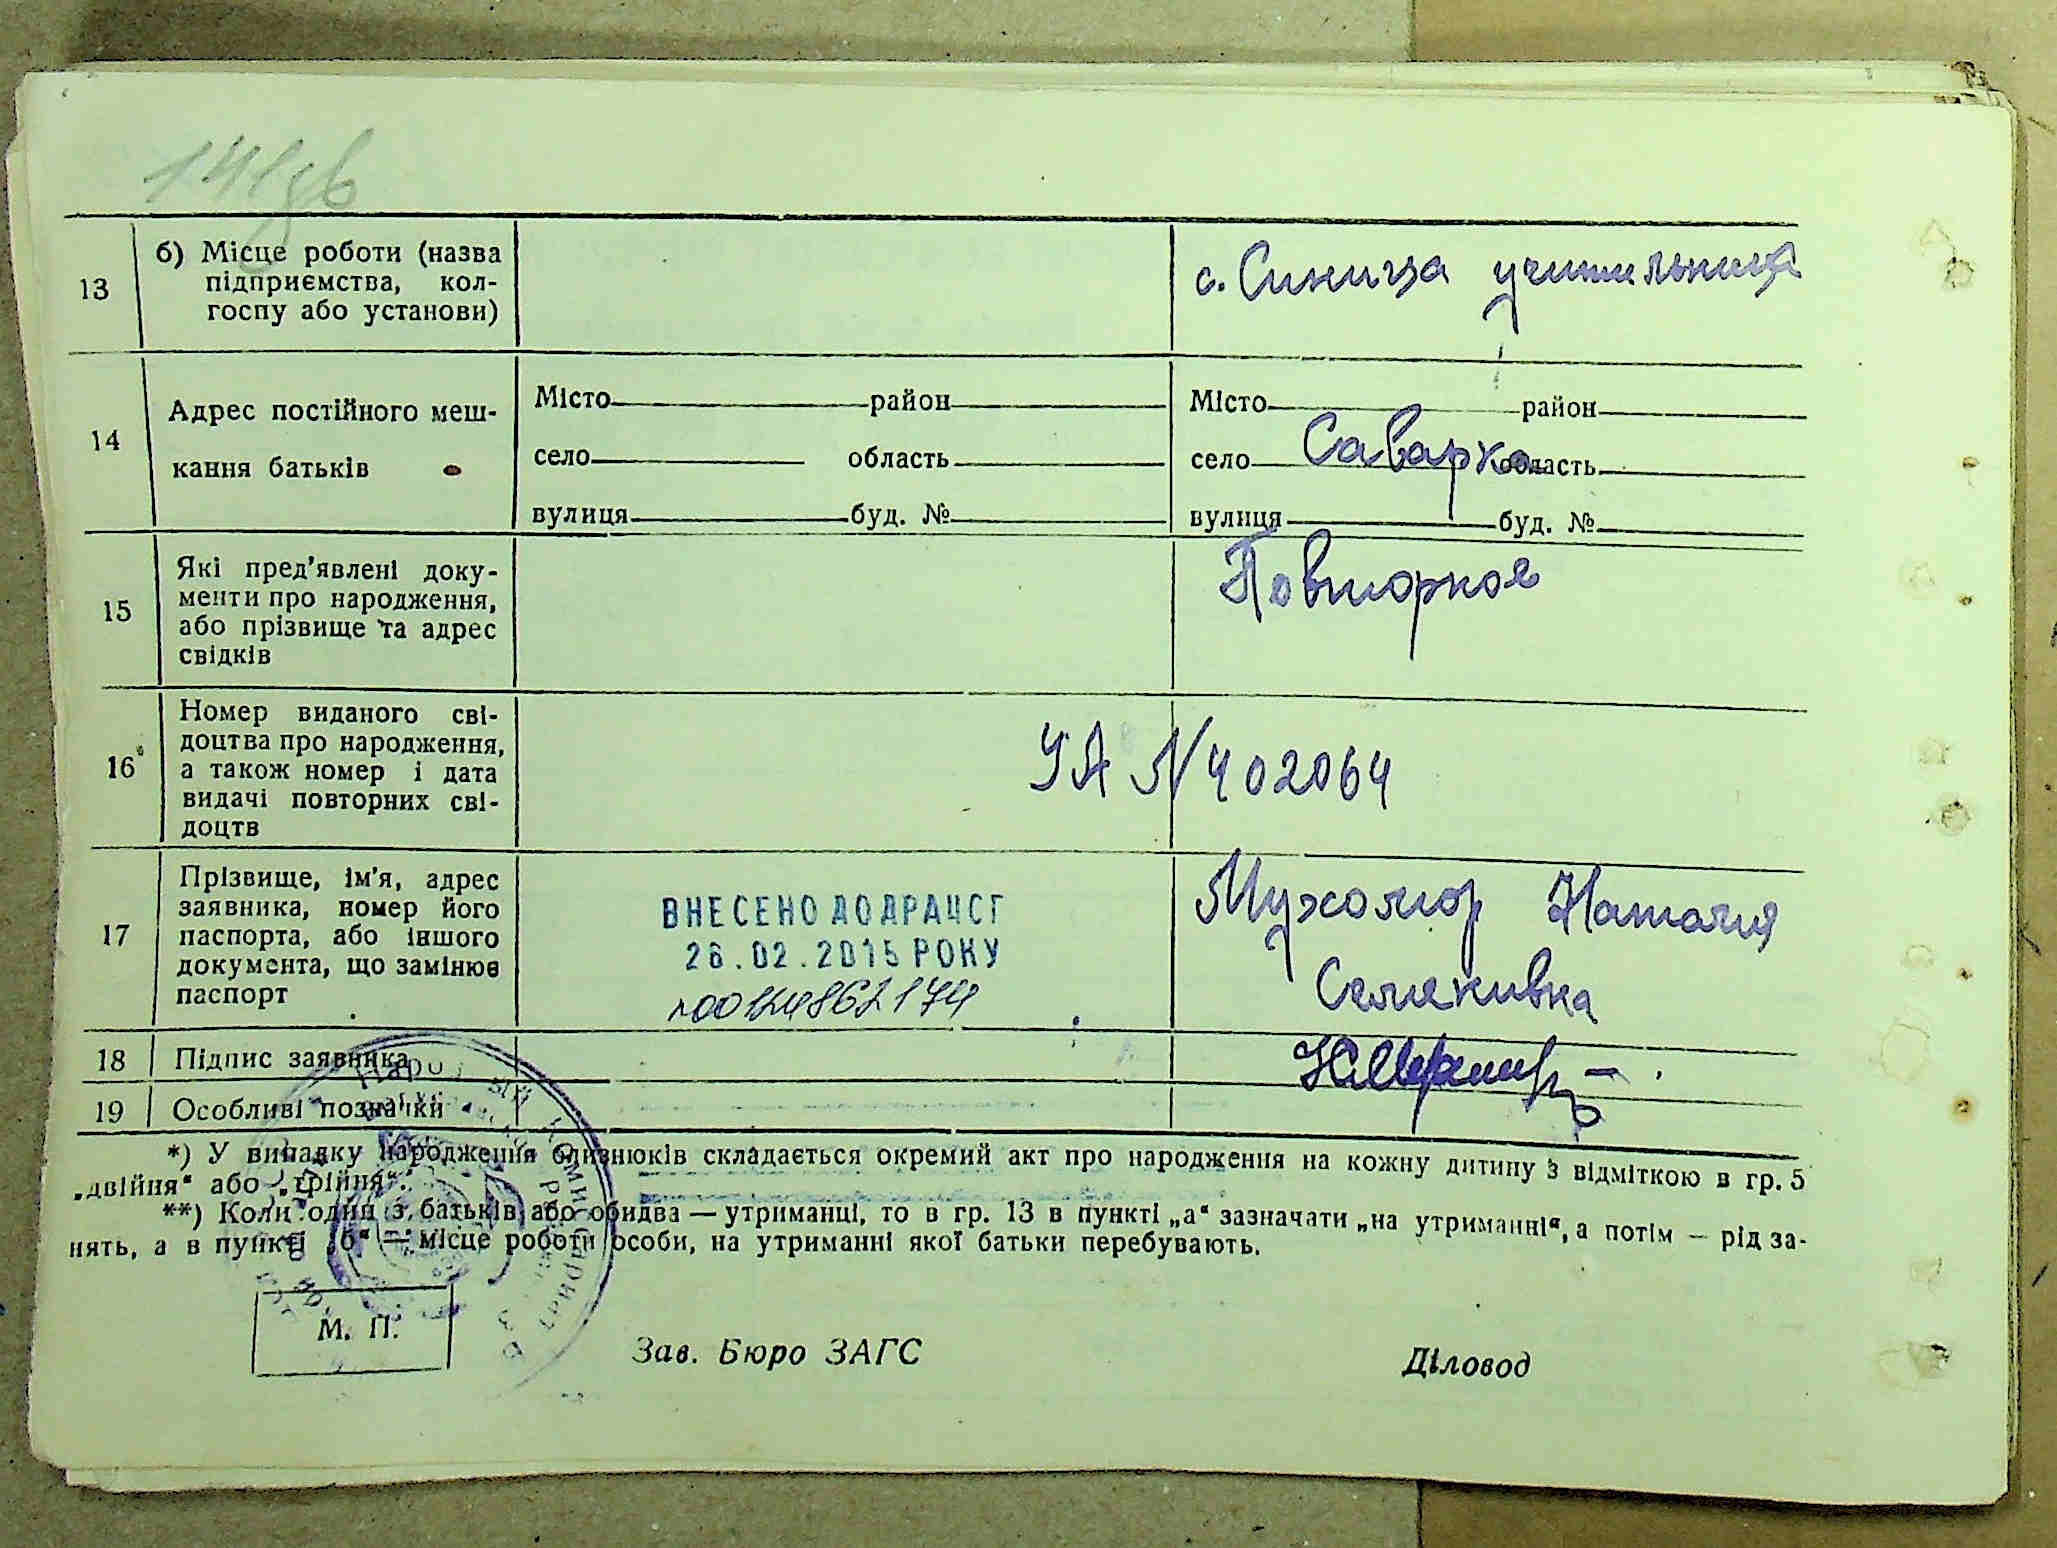 13
б) Місце роботи (назва
підприємства, кол-
госпу або установи)
с. Синица учительница
14
Адрес постійного меш-
кання батьків
Місто район
село область
вулиця буд. №
Місто район
село Саварка область
вулиця буд. №
15
Які пред'явлені доку-
менти про народження,
або прізвище та адрес
свідків
Повторное
16
Номер виданого сві-
доцтва про народження,
а також номер і дата
видачі повторних сві-
доцтв
УА N 402064
17
Прізвище, ім'я, адрес
заявника, номер його
паспорта, або іншого
документа, що замінює
паспорт
ВНЕСЕНО ДО ДРАЦСГ
26.02.2015 РОКУ
Мухомор Наталия
18
Підпис заявника
19
Особливі позначки
*) У випадку народження близнюків складається окремий акт про народження на кожну дитину з відміткою в гр. 5
„двійня“ або „трійня“.
**) Коли один з батьків або обидва — утриманці, то в гр. 13 в пункті „а“ зазначати „на утриманні“, а потім — рід за-
нять, а в пункті „б“ — місце роботи особи, на утриманні якої батьки перебувають.
М. П.
Зав. Бюро ЗАГС
Діловод